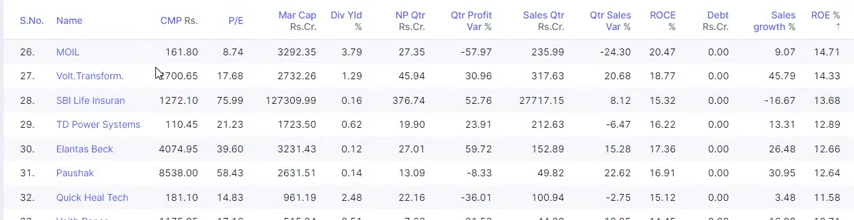 S.No. Name CMP Rs. P/E Mar Cap Rs.Cr. Div Yld % NP Qtr Rs.Cr. Qtr Profit Var % Sales Qtr Rs.Cr. Qtr Sales Var % ROCE % Debt Rs.Cr. Sales growth % ROE % ↑
26. MOIL 161.80 8.74 3292.35 3.79 27.35 -57.97 235.99 -24.30 20.47 0.00 9.07 14.71
27. Volt.Transform. 2700.65 17.68 2732.26 1.29 45.94 30.96 317.63 20.68 18.77 0.00 45.79 14.33
28. SBI Life Insuran 1272.10 75.99 127309.99 0.16 376.74 52.76 27717.15 8.12 15.32 0.00 -16.67 13.68
29. TD Power Systems 110.45 21.23 1723.50 0.62 19.90 23.91 212.63 -6.47 16.22 0.00 13.31 12.89
30. Elantas Beck 4074.95 39.60 3231.43 0.12 27.01 59.72 152.89 15.28 17.36 0.00 26.48 12.66
31. Paushak 8538.00 58.43 2631.51 0.14 13.09 -8.33 49.82 22.62 16.91 0.00 30.95 12.64
32. Quick Heal Tech 181.10 14.83 961.19 2.48 22.16 -36.01 100.94 -2.75 15.12 0.00 3.48 11.58